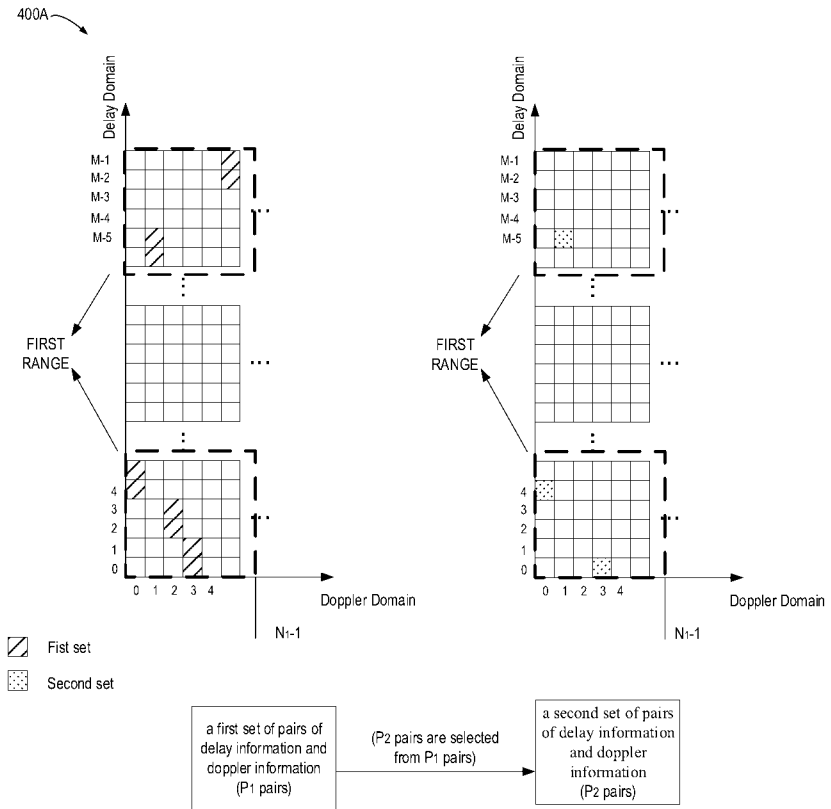 400A
Delay Domain
M-1
M-2
M-3
M-4
M-5
...
...
FIRST
RANGE
...
...
4
3
2
1
0
...
0 1 2 3 4
Doppler Domain
N1-1
Delay Domain
M-1
M-2
M-3
M-4
M-5
...
...
FIRST
RANGE
...
...
4
3
2
1
0
...
0 1 2 3 4
Doppler Domain
N1-1
Fist set
Second set
a first set of pairs of
delay information and
doppler information
(P1 pairs)
(P2 pairs are selected
from P1 pairs)
a second set of pairs
of delay information
and doppler
information
(P2 pairs)